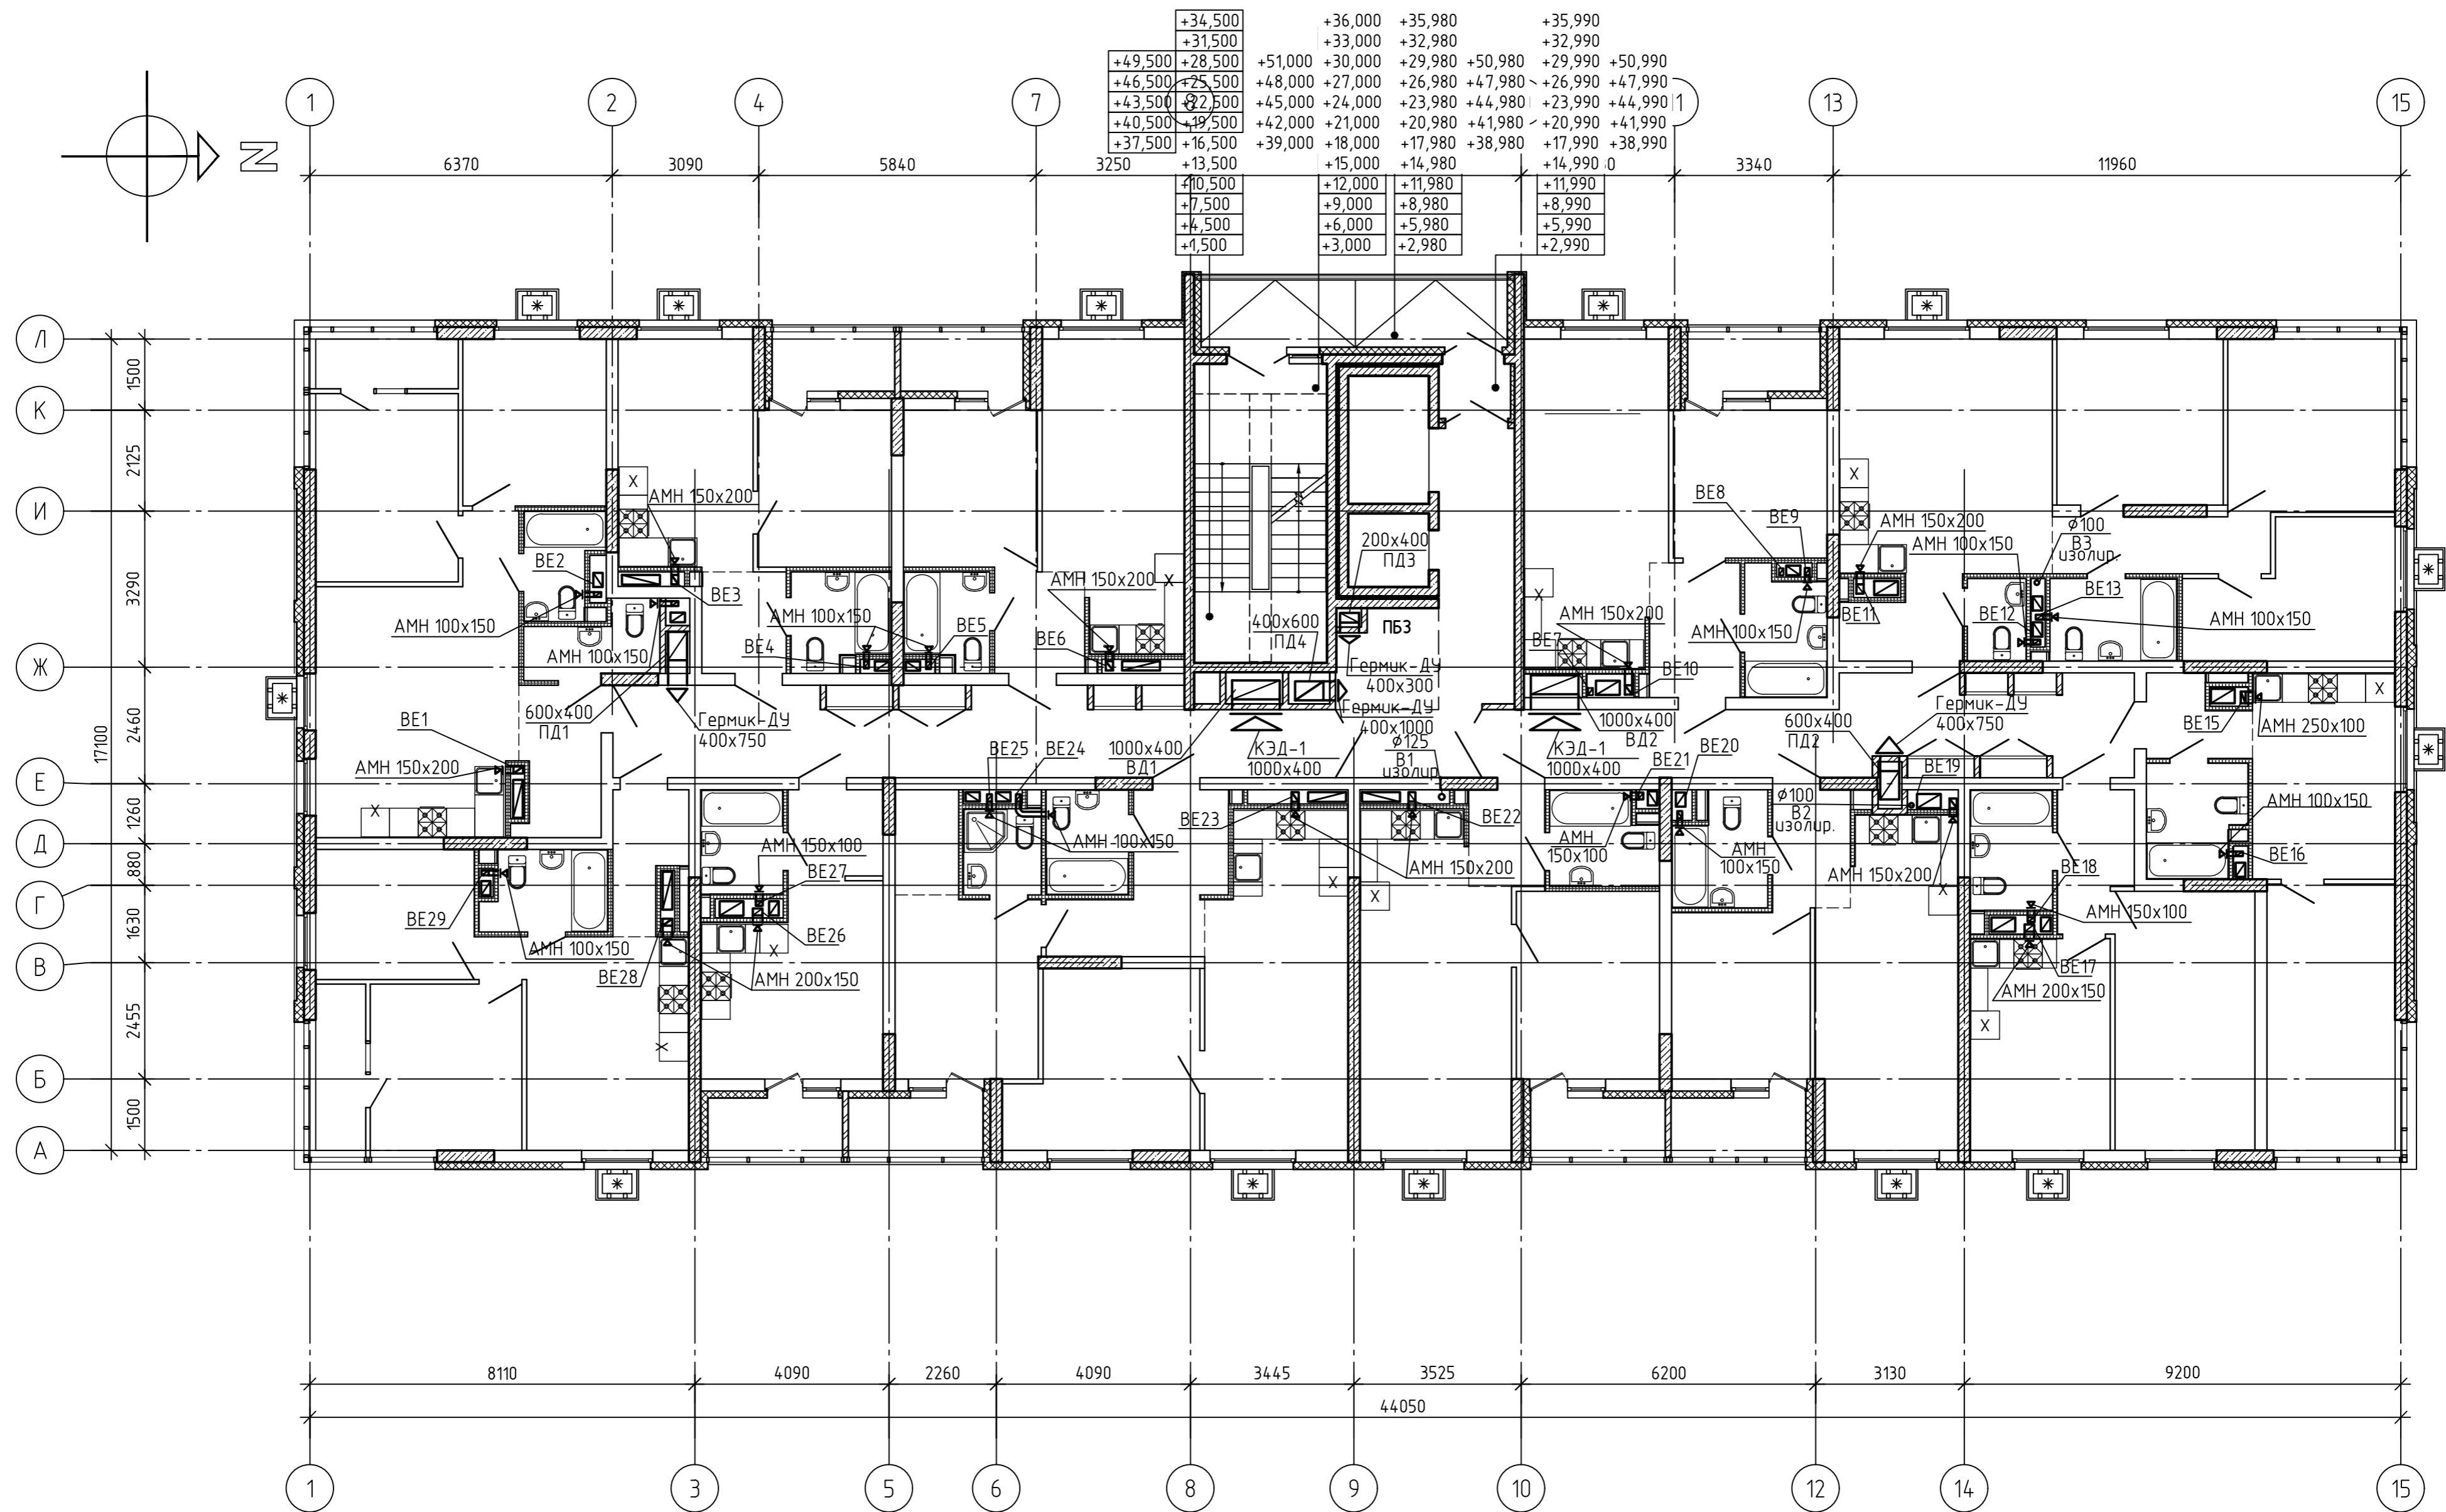 +34,500 +36,000 +35,980 +35,990
+31,500 +33,000 +32,980 +32,990
+49,500 +28,500 +51,000 +30,000 +29,980 +50,980 +29,990 +50,990
+46,500 +25,500 +48,000 +27,000 +26,980 +47,980 +26,990 +47,990
+43,500 +22,500 +45,000 +24,000 +23,980 +44,980 +23,990 +44,990
+40,500 +19,500 +42,000 +21,000 +20,980 +41,980 +20,990 +41,990
+37,500 +16,500 +39,000 +18,000 +17,980 +38,980 +17,990 +38,990
+13,500 +15,000 +14,980 +14,990
+10,500 +12,000 +11,980 +11,990
+7,500 +9,000 +8,980 +8,990
+4,500 +6,000 +5,980 +5,990
+1,500 +3,000 +2,980 +2,990
1 2 4 7 8 13 15
N
6370 3090 5840 3250 3340 11960
Л
К
И
Ж
Е
Д
Г
В
Б
А
1500
2125
3290
2460
1260
880
1630
2455
1500
17100
X
АМН 150х200
ВЕ2
ВЕ3
АМН 100х150
АМН 100х150
АМН 100х150
ВЕ4
ВЕ5
АМН 150х200
X
ВЕ6
200х400
ПД3
400х600
ПД4
ПБ3
Гермик-ДУ
400х300
Гермик-ДУ
400х1000
X
АМН 150х200
ВЕ7
ВЕ8
ВЕ9
АМН 100х150
ВЕ10
X
АМН 150х200
АМН 100х150
ϕ100
В3
изолир.
ВЕ11
ВЕ12
ВЕ13
АМН 100х150
ВЕ1
АМН 150х200
X
600х400
ПД1
Гермик-ДУ
400х750
ВЕ25
ВЕ24
1000х400
ВД1
КЭД-1
1000х400
ϕ125
В1
изолир.
КЭД-1
1000х400
1000х400
ВД2
ВЕ21
ВЕ20
600х400
ПД2
Гермик-ДУ
400х750
ВЕ15
X
АМН 250х100
ВЕ19
ϕ100
В2
изолир.
АМН 100х150
ВЕ16
ВЕ29
АМН 100х150
ВЕ28
X
АМН 150х100
ВЕ27
ВЕ26
X
АМН 200х150
АМН 100х150
ВЕ23
X
X
ВЕ22
АМН 150х200
АМН
150х100
АМН
100х150
АМН 150х200
X
ВЕ18
АМН 150х100
ВЕ17
АМН 200х150
X
8110 4090 2260 4090 3445 3525 6200 3130 9200
44050
1 3 5 6 8 9 10 12 14 15